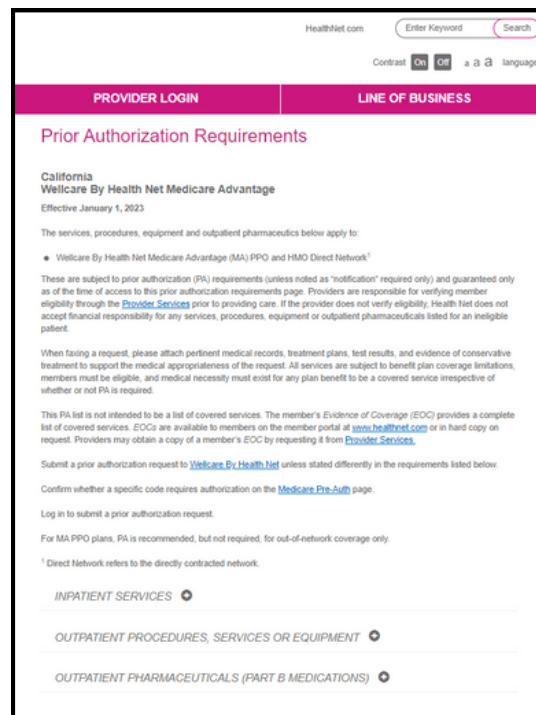 HealthNet.com Enter Keyword Search
Contrast On Off a a a language
PROVIDER LOGIN LINE OF BUSINESS
Prior Authorization Requirements
California
Wellcare By Health Net Medicare Advantage
Effective January 1, 2023
The services, procedures, equipment and outpatient pharmaceutics below apply to:
● Wellcare By Health Net Medicare Advantage (MA) PPO and HMO Direct Network¹
These are subject to prior authorization (PA) requirements (unless noted as "notification" required only) and guaranteed only
as of the time of access to this prior authorization requirements page. Providers are responsible for verifying member
eligibility through the Provider Services prior to providing care. If the provider does not verify eligibility, Health Net does not
accept financial responsibility for any services, procedures, equipment or outpatient pharmaceuticals listed for an ineligible
patient.
When faxing a request, please attach pertinent medical records, treatment plans, test results, and evidence of conservative
treatment to support the medical appropriateness of the request. All services are subject to benefit plan coverage limitations,
members must be eligible, and medical necessity must exist for any plan benefit to be a covered service irrespective of
whether or not PA is required.
This PA list is not intended to be a list of covered services. The member's Evidence of Coverage (EOC) provides a complete
list of covered services. EOCs are available to members on the member portal at www.healthnet.com or in hard copy on
request. Providers may obtain a copy of a member's EOC by requesting it from Provider Services.
Submit a prior authorization request to Wellcare By Health Net unless stated differently in the requirements listed below.
Confirm whether a specific code requires authorization on the Medicare Pre-Auth page.
Log in to submit a prior authorization request.
For MA PPO plans, PA is recommended, but not required, for out-of-network coverage only.
¹ Direct Network refers to the directly contracted network.
INPATIENT SERVICES
OUTPATIENT PROCEDURES, SERVICES OR EQUIPMENT
OUTPATIENT PHARMACEUTICALS (PART B MEDICATIONS)